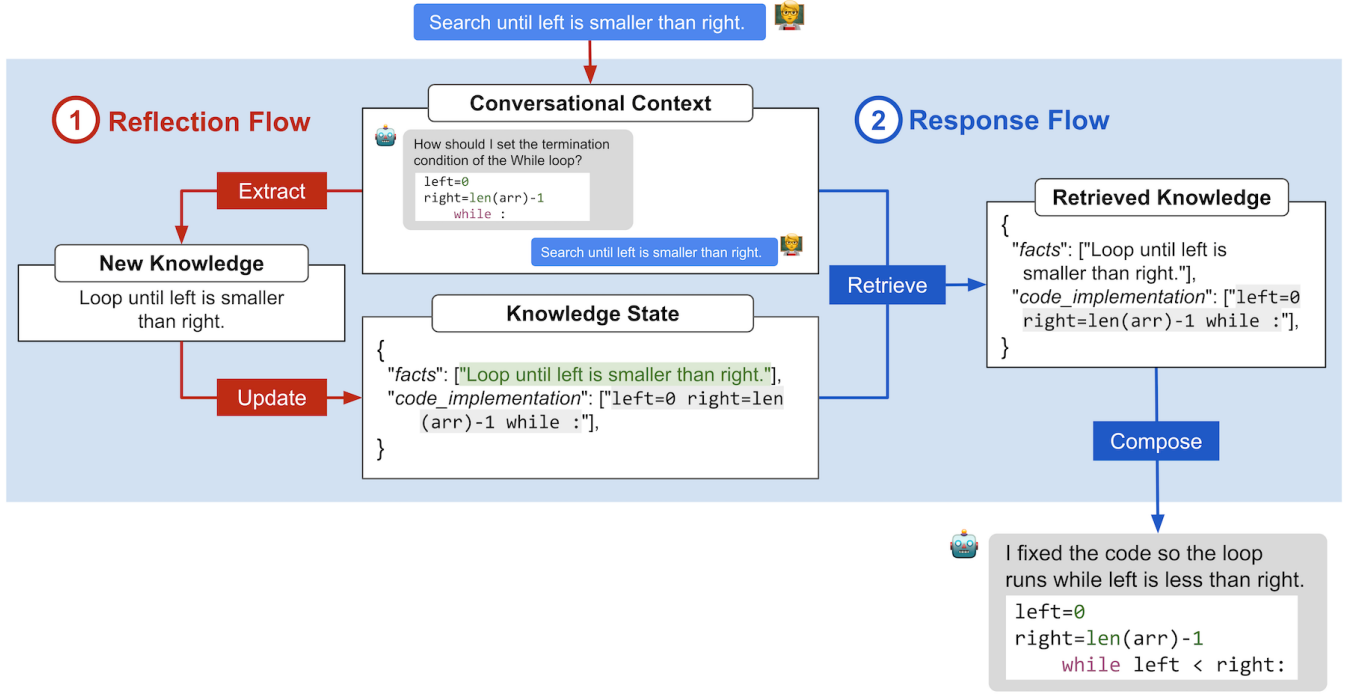 Search until left is smaller than right.
1 Reflection Flow
Conversational Context
2 Response Flow
How should I set the termination
condition of the While loop?
left=0
right=len(arr)-1
while :
Search until left is smaller than right.
Extract
New Knowledge
Loop until left is smaller
than right.
Update
Knowledge State
{
"facts": ["Loop until left is smaller than right."],
"code_implementation": ["left=0 right=len
(arr)-1 while :"],
}
Retrieve
Retrieved Knowledge
{
"facts": ["Loop until left is
smaller than right."],
"code_implementation": ["left=0
right=len(arr)-1 while :"],
}
Compose
I fixed the code so the loop
runs while left is less than right.
left=0
right=len(arr)-1
while left < right: